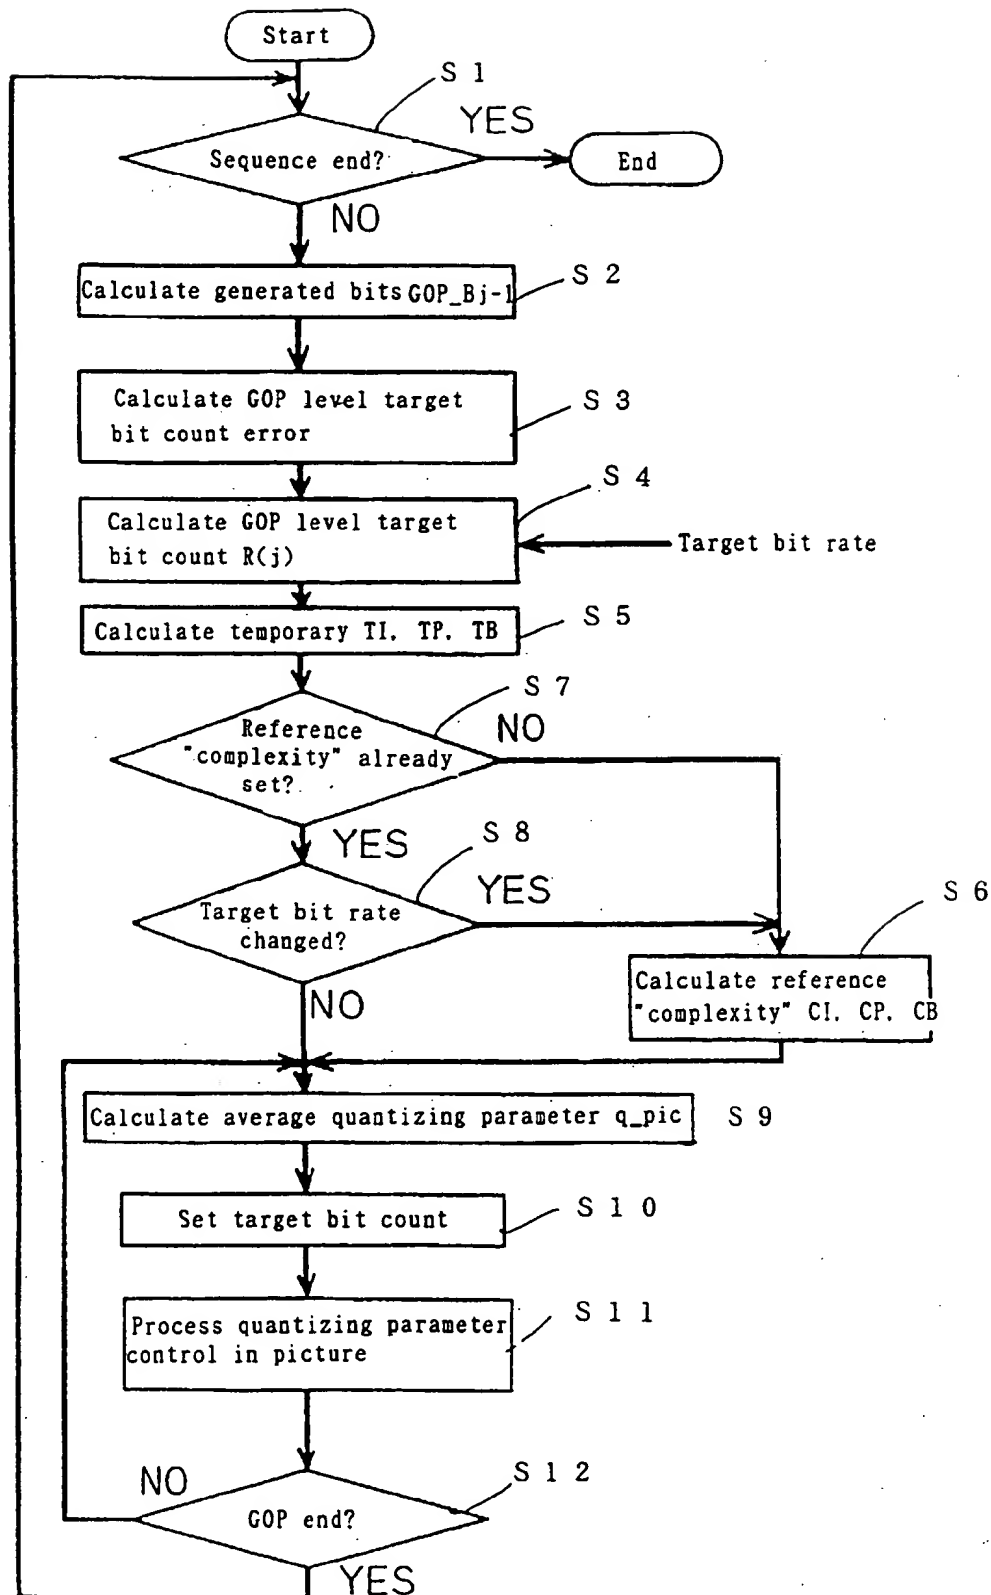 Start
S 1
YES
Sequence end?
End
NO
S 2
Calculate generated bits GOP_Bj-1
Calculate GOP level target
bit count error
S 3
S 4
Calculate GOP level target
bit count R(j)
Target bit rate
S 5
Calculate temporary TI. TP. TB
S 7
Reference
"complexity" already
set?
NO
YES
S 8
YES
Target bit rate
changed?
S 6
NO
Calculate reference
"complexity" CI. CP. CB
Calculate average quantizing parameter q_pic
S 9
Set target bit count
S 1 0
Process quantizing parameter
control in picture
S 1 1
NO
S 1 2
GOP end?
YES